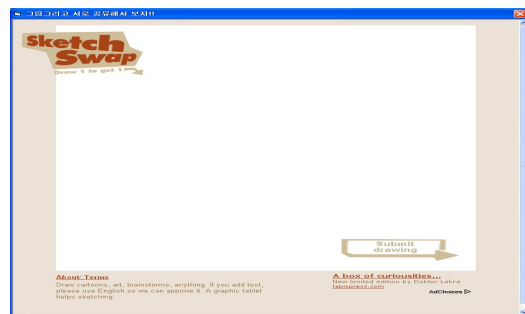 그림그리고 서로 공유해서 보자!!
Sketch
Swap
Draw 1 to get 1
Submit
drawing
About/Terms
Draw cartoons, art, brainstorms, anything. If you add text,
please use English so we can approve it. A graphic tablet
helps sketching.
A box of curiousities...
New limited edition by Doktor Lakra.
lapispress.com
AdChoices